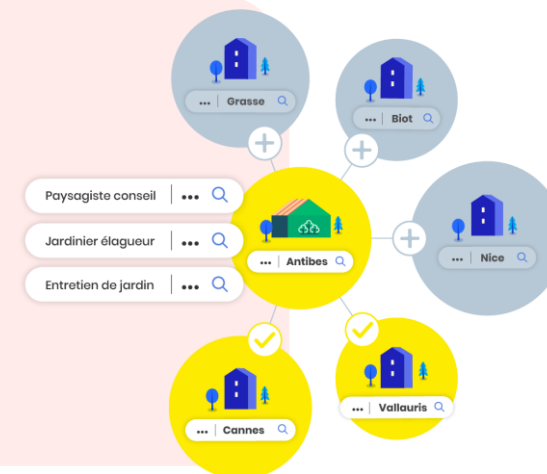 ... | Grasse
... | Biot
Paysagiste conseil | ...
Jardinier élagueur | ...
Entretien de jardin | ...
... | Antibes
... | Nice
... | Cannes
... | Vallauris